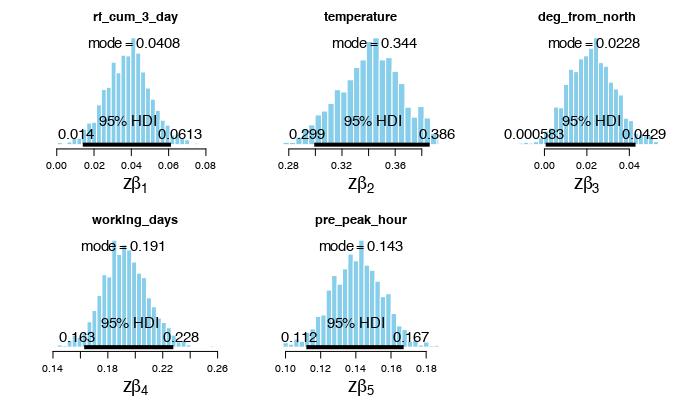 rf_cum_3_day
mode = 0.0408
95% HDI
0.014 0.0613
0.00 0.02 0.04 0.06 0.08
zβ1
temperature
mode = 0.344
95% HDI
0.299 0.386
0.28 0.32 0.36
zβ2
deg_from_north
mode = 0.0228
95% HDI
0.000583 0.0429
0.00 0.02 0.04
zβ3
working_days
mode = 0.191
95% HDI
0.163 0.228
0.14 0.18 0.22 0.26
zβ4
pre_peak_hour
mode = 0.143
95% HDI
0.112 0.167
0.10 0.12 0.14 0.16 0.18
zβ5